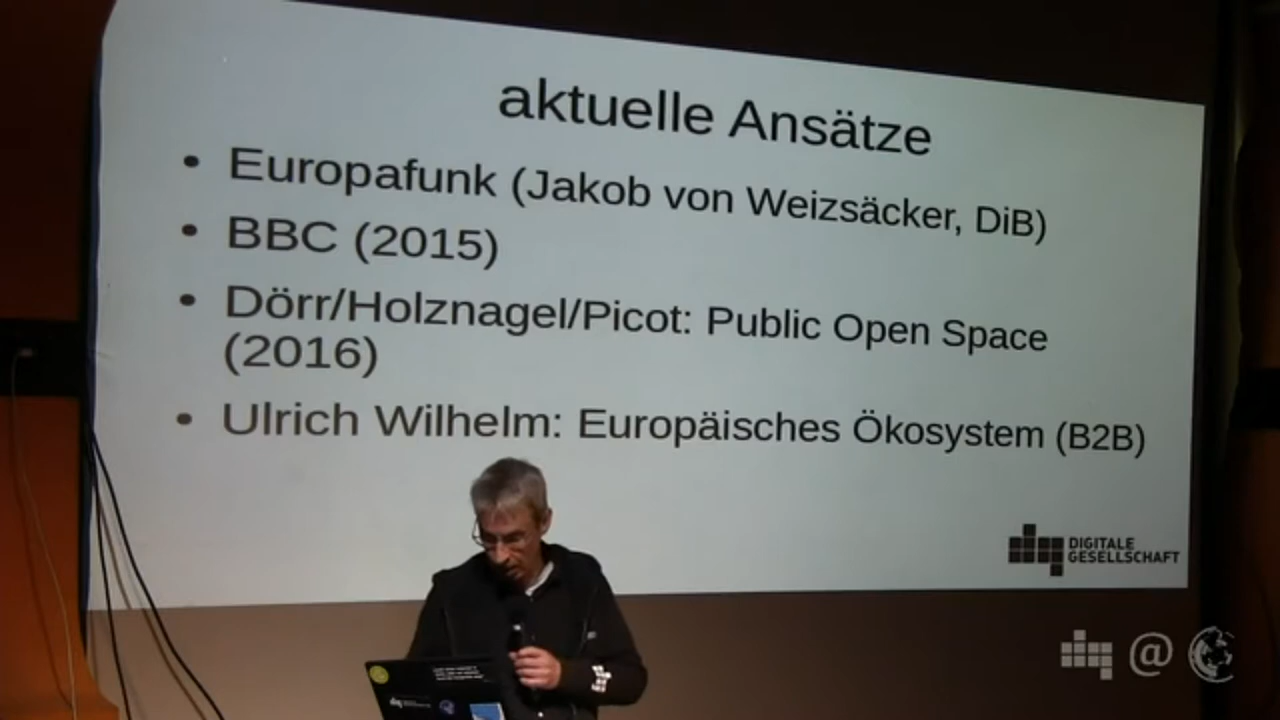 aktuelle Ansätze
• Europafunk (Jakob von Weizsäcker, DiB)
• BBC (2015)
• Dörr/Holznagel/Picot: Public Open Space
(2016)
• Ulrich Wilhelm: Europäisches Ökosystem (B2B)
DIGITALE
GESELLSCHAFT
@